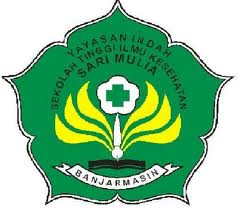 YAYASAN INDAH
SEKOLAH TINGGI ILMU KESEHATAN
SARI MULIA
BANJARMASIN